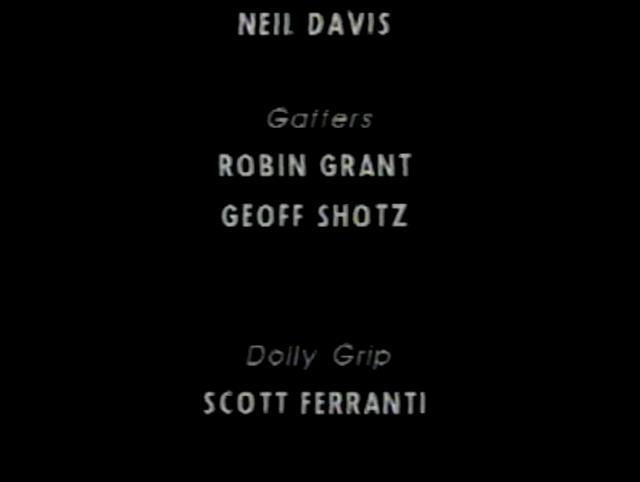 NEIL DAVIS
Gaffers
ROBIN GRANT
GEOFF SHOTZ
Dolly Grip
SCOTT FERRANTI